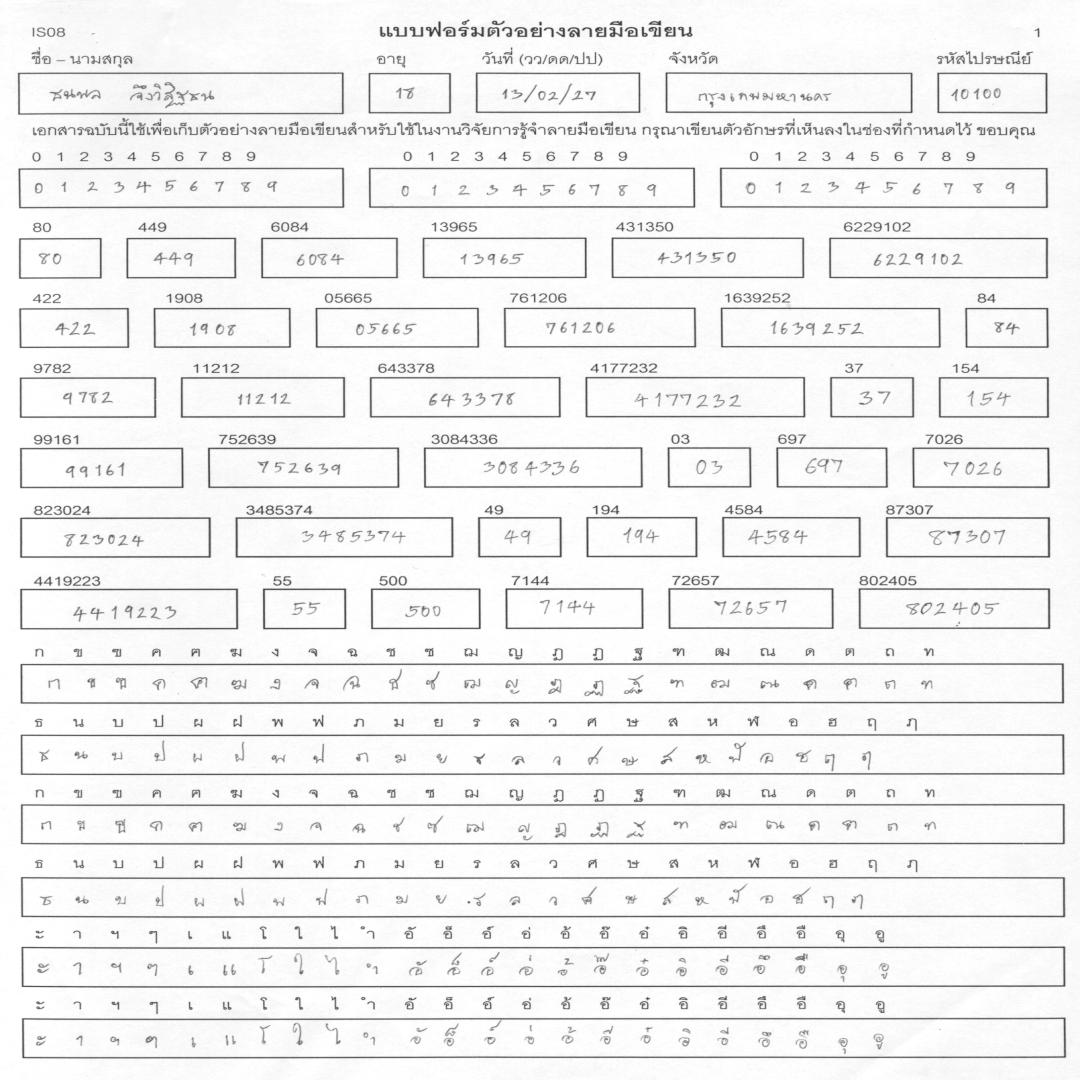 IS08 แบบฟอร์มตัวอย่างลายมือเขียน 1
ชื่อ – นามสกุล อายุ วันที่ (วว/ดด/ปป) จังหวัด รหัสไปรษณีย์
ธนพล จึงวิสิฐธน 18 13/02/27 กรุงเทพมหานคร 10100
เอกสารฉบับนี้ใช้เพื่อเก็บตัวอย่างลายมือเขียนสำหรับใช้ในงานวิจัยการรู้จำลายมือเขียน กรุณาเขียนตัวอักษรที่เห็นลงในช่องที่กำหนดไว้ ขอบคุณ
0 1 2 3 4 5 6 7 8 9 0 1 2 3 4 5 6 7 8 9 0 1 2 3 4 5 6 7 8 9
0 1 2 3 4 5 6 7 8 9 0 1 2 3 4 5 6 7 8 9 0 1 2 3 4 5 6 7 8 9
80 449 6084 13965 431350 6229102
80 449 6084 13965 431350 6229102
422 1908 05665 761206 1639252 84
422 1908 05665 761206 1639252 84
9782 11212 643378 4177232 37 154
9782 11212 643378 4177232 37 154
99161 752639 3084336 03 697 7026
99161 752639 3084336 03 697 7026
823024 3485374 49 194 4584 87307
823024 3485374 49 194 4584 87307
4419223 55 500 7144 72657 802405
4419223 55 500 7144 72657 802405
ก ข ฃ ค ฅ ฆ ง จ ฉ ช ซ ฌ ญ ฎ ฏ ฐ ฑ ฒ ณ ด ต ถ ท
ก ข ฃ ค ฅ ฆ ง จ ฉ ช ซ ฌ ญ ฎ ฏ ฐ ฑ ฒ ณ ด ต ถ ท
ธ น บ ป ผ ฝ พ ฟ ภ ม ย ร ล ว ศ ษ ส ห ฬ อ ฮ ฤ ฦ
ธ น บ ป ผ ฝ พ ฟ ภ ม ย ร ล ว ศ ษ ส ห ฬ อ ฮ ฤ ฦ
ก ข ฃ ค ฅ ฆ ง จ ฉ ช ซ ฌ ญ ฎ ฏ ฐ ฑ ฒ ณ ด ต ถ ท
ก ข ฃ ค ฅ ฆ ง จ ฉ ช ซ ฌ ญ ฎ ฏ ฐ ฑ ฒ ณ ด ต ถ ท
ธ น บ ป ผ ฝ พ ฟ ภ ม ย ร ล ว ศ ษ ส ห ฬ อ ฮ ฤ ฦ
ธ น บ ป ผ ฝ พ ฟ ภ ม ย ร ล ว ศ ษ ส ห ฬ อ ฮ ฤ ฦ
ะ า ฯ ๆ เ แ โ ใ ไ ำ อั อ็ อ์ อ่ อ้ อ๊ อ๋ อิ อี อึ อื อุ อู
ะ า ฯ ๆ เ แ โ ใ ไ ำ อั อ็ อ์ อ่ อ้ อ๊ อ๋ อิ อี อึ อื อุ อู
ะ า ฯ ๆ เ แ โ ใ ไ ำ อั อ็ อ์ อ่ อ้ อ๊ อ๋ อิ อี อึ อื อุ อู
ะ า ฯ ๆ เ แ โ ใ ไ ำ อั อ็ อ์ อ่ อ้ อ๊ อ๋ อิ อี อึ อื อุ อู